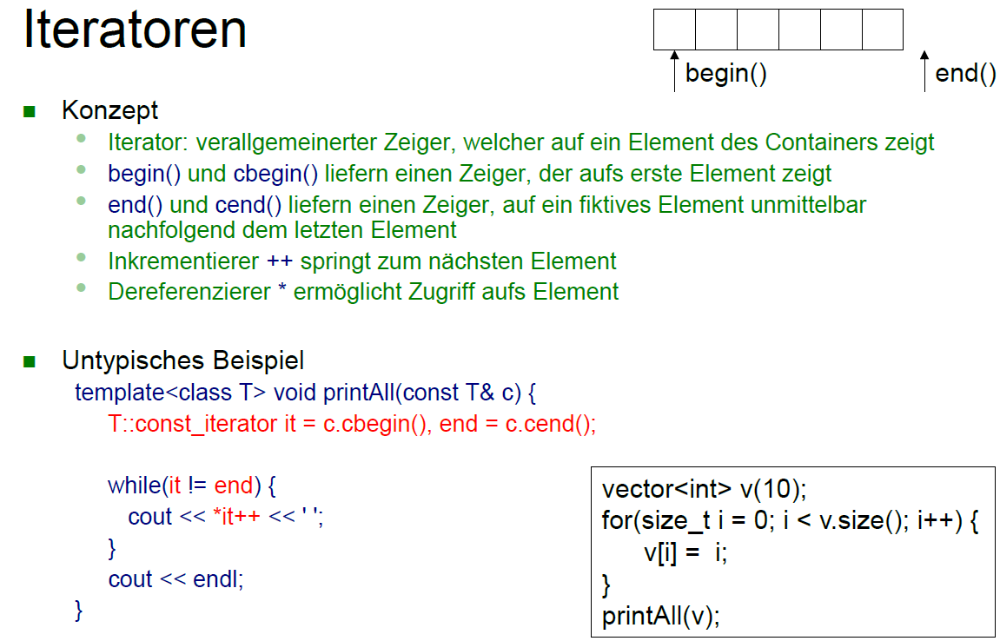 Iteratoren
begin()
end()
Konzept
Iterator: verallgemeinerter Zeiger, welcher auf ein Element des Containers zeigt
begin() und cbegin() liefern einen Zeiger, der aufs erste Element zeigt
end() und cend() liefern einen Zeiger, auf ein fiktives Element unmittelbar
nachfolgend dem letzten Element
Inkrementierer ++ springt zum nächsten Element
Dereferenzierer * ermöglicht Zugriff aufs Element
Untypisches Beispiel
template<class T> void printAll(const T& c) {
T::const_iterator it = c.cbegin(), end = c.cend();
while(it != end) {
cout << *it++ << ' ';
}
cout << endl;
}
vector<int> v(10);
for(size_t i = 0; i < v.size(); i++) {
v[i] = i;
}
printAll(v);